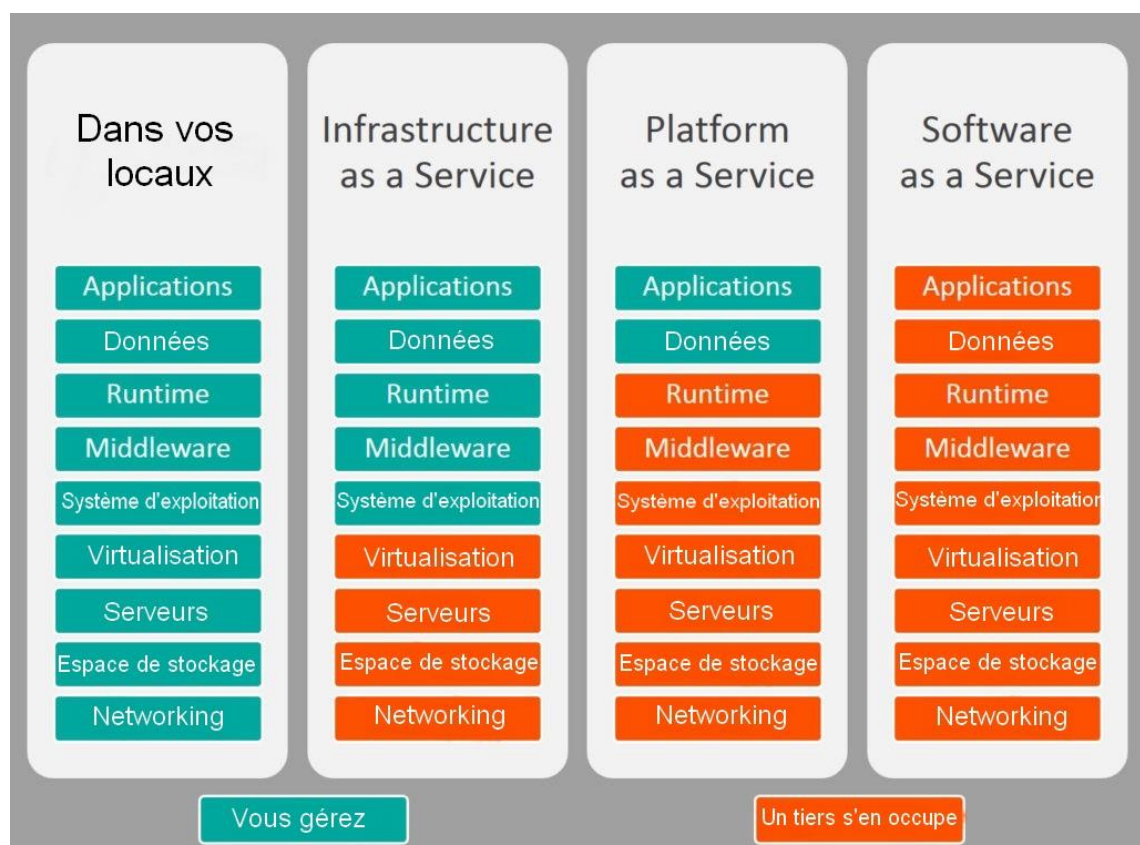 Dans vos
locaux
Applications
Données
Runtime
Middleware
Système d'exploitation
Virtualisation
Serveurs
Espace de stockage
Networking
Infrastructure
as a Service
Applications
Données
Runtime
Middleware
Système d'exploitation
Virtualisation
Serveurs
Espace de stockage
Networking
Platform
as a Service
Applications
Données
Runtime
Middleware
Système d'exploitation
Virtualisation
Serveurs
Espace de stockage
Networking
Software
as a Service
Applications
Données
Runtime
Middleware
Système d'exploitation
Virtualisation
Serveurs
Espace de stockage
Networking
Vous gérez
Un tiers s'en occupe